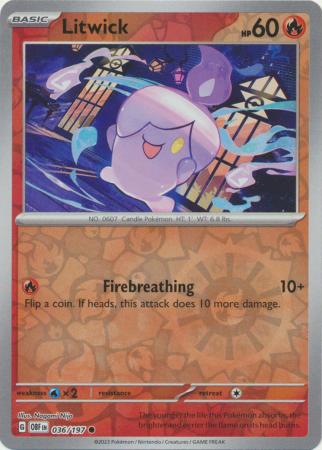 BASIC
Litwick
HP 60
NO. 0607 Candle Pokémon HT: 1' WT: 6.8 lbs.
Firebreathing 10+
Flip a coin. If heads, this attack does 10 more damage.
weakness ×2 resistance retreat
Illus. Nagomi Nijo
The younger the life this Pokémon absorbs, the
brighter and eerier the flame on its head burns.
G OBF EN 036/197
©2023 Pokémon / Nintendo / Creatures / GAME FREAK